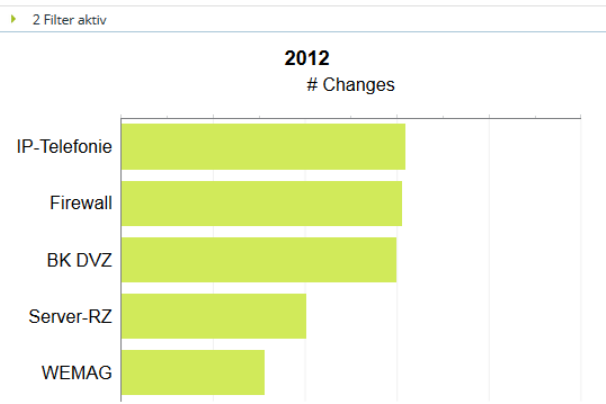 2 Filter aktiv
2012
# Changes
IP-Telefonie
Firewall
BK DVZ
Server-RZ
WEMAG